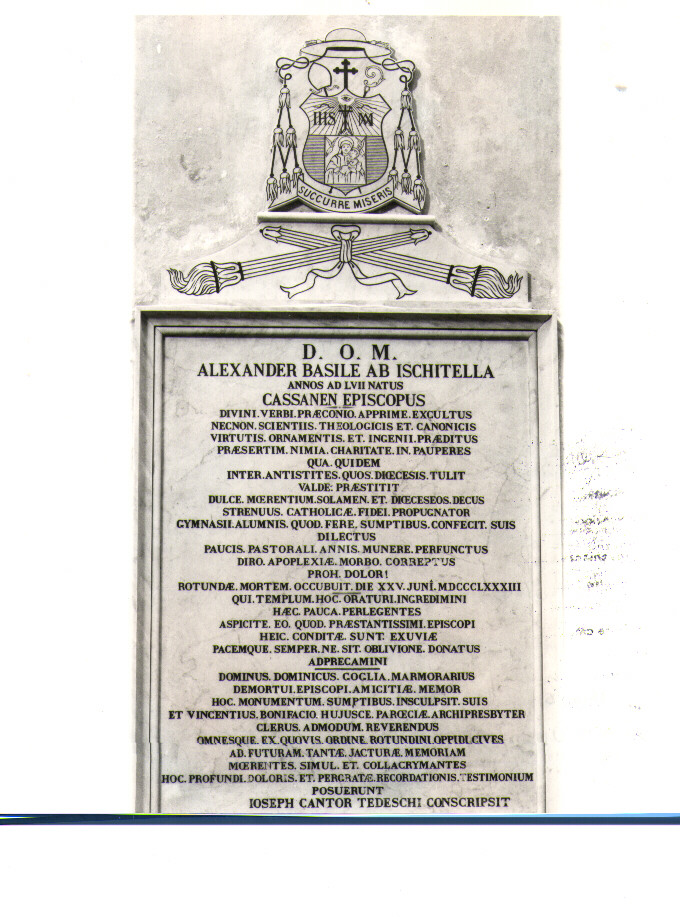 IHS
SUCCURRE MISERIS
D. O. M.
ALEXANDER BASILE AB ISCHITELLA
ANNOS AD LVII NATUS
CASSANEN EPISCOPUS
DIVINI.VERBI.PRÆCONIO.APPRIME.EXCULTUS
NECNON.SCIENTIIS.THEOLOGICIS ET.CANONICIS
VIRTUTIS.ORNAMENTIS.ET.INGENII.PRÆDITUS
PRÆSERTIM.NIMIA.CHARITATE.IN.PAUPERES
QUA.QUIDEM
INTER.ANTISTITES.QUOS.DIŒCESIS.TULIT
VALDE.PRÆSTITIT
DULCE.MŒRENTIUM.SOLAMEN.ET.DIŒCESEOS.DECUS
STRENUUS.CATHOLICÆ.FIDEI.PROPUGNATOR
GYMNASII.ALUMNIS.QUOD.FERE.SUMPTIBUS.CONFECIT.SUIS
DILECTUS
PAUCIS.PASTORALI.ANNIS.MUNERE.PERFUNCTUS
DIRO.APOPLEXIÆ.MORBO.CORREPTUS
PROH.DOLOR!
ROTUNDÆ.MORTEM.OCCUBUIT.DIE XXV.JUNÎ.MDCCCLXXXIII
QUI.TEMPLUM.HOC.ORATURI.INGREDIMINI
HÆC.PAUCA.PERLEGENTES
ASPICITE.EO.QUOD.PRÆSTANTISSIMI.EPISCOPI
HEIC.CONDITÆ.SUNT.EXUVIÆ
PACEMQUE.SEMPER.NE.SIT.OBLIVIONE.DONATUS
ADPRECAMINI
DOMINUS.DOMINICUS.GOGLIA.MARMORARIUS
DEMORTUI.EPISCOPI.AMICITIÆ.MEMOR
HOC.MONUMENTUM.SUMPTIBUS.INSCULPSIT.SUIS
ET VINCENTIUS.BONIFACIO.HUJUSCE.PARŒCIÆ.ARCHIPRESBYTER
CLERUS.ADMODUM.REVERENDUS
OMNESQUE.EX.QUOVIS.ORDINE.ROTUNDINI.OPPIDI.CIVES
AD.FUTURAM.TANTÆ.JACTURÆ.MEMORIAM
MŒRENTES.SIMUL.ET.COLLACRYMANTES
HOC.PROFUNDI.DOLORIS.ET.PERGRATÆ.RECORDATIONIS.TESTIMONIUM
POSUERUNT
IOSEPH CANTOR TEDESCHI CONSCRIPSIT